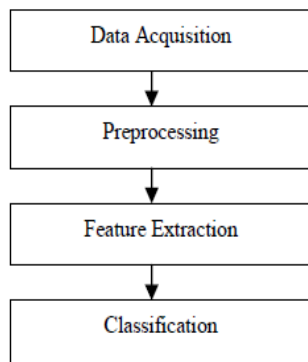 Data Acquisition
Preprocessing
Feature Extraction
Classification